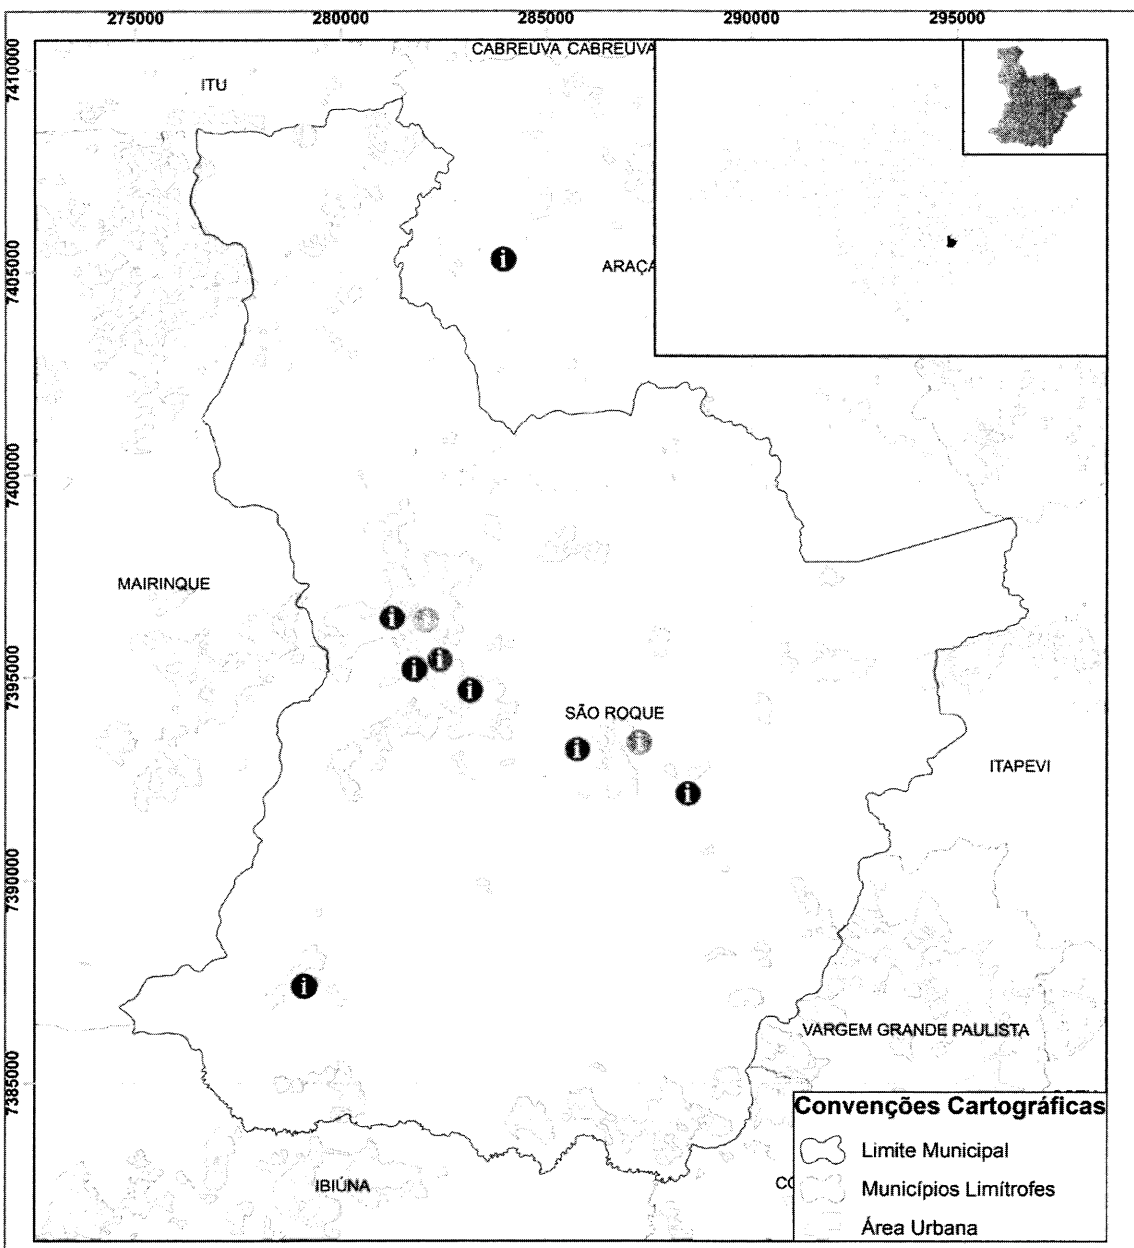 275000 280000 285000 290000 295000
CABREUVA CABREUVA
7410000
ITU
7405000
ARAÇA
7400000
MAIRINQUE
7395000
SÃO ROQUE
ITAPEVI
7390000
VARGEM GRANDE PAULISTA
7385000
Convenções Cartográficas
Limite Municipal
IBIÚNA
CO
Municípios Limítrofes
Área Urbana